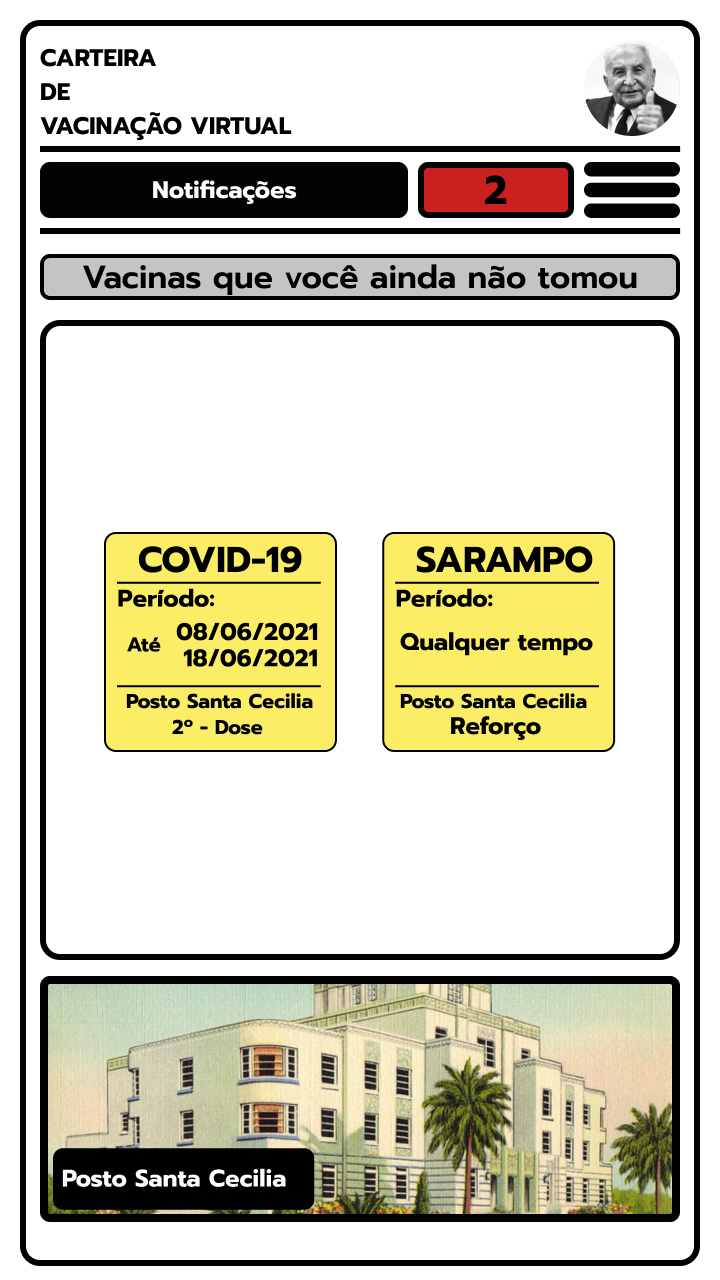 CARTEIRA
DE
VACINAÇÃO VIRTUAL
Notificações
2
Vacinas que você ainda não tomou
COVID-19
Período:
Até
08/06/2021
18/06/2021
Posto Santa Cecilia
2º - Dose
SARAMPO
Período:
Qualquer tempo
Posto Santa Cecilia
Reforço
Posto Santa Cecilia